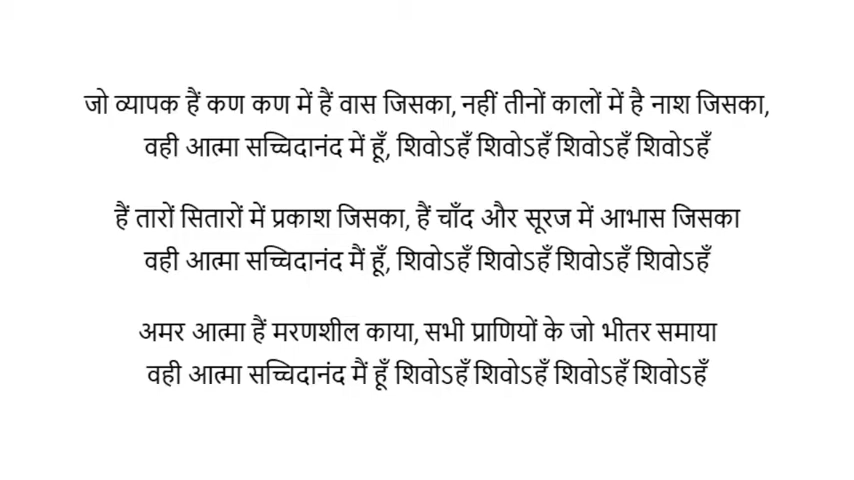 जो व्यापक हैं कण कण में हैं वास जिसका, नहीं तीनों कालों में है नाश जिसका,
वही आत्मा सच्चिदानंद में हूँ, शिवोऽहँ शिवोऽहँ शिवोऽहँ शिवोऽहँ
हैं तारों सितारों में प्रकाश जिसका, हैं चाँद और सूरज में आभास जिसका
वही आत्मा सच्चिदानंद मैं हूँ, शिवोऽहँ शिवोऽहँ शिवोऽहँ शिवोऽहँ
अमर आत्मा हैं मरणशील काया, सभी प्राणियों के जो भीतर समाया
वही आत्मा सच्चिदानंद मैं हूँ शिवोऽहँ शिवोऽहँ शिवोऽहँ शिवोऽहँ